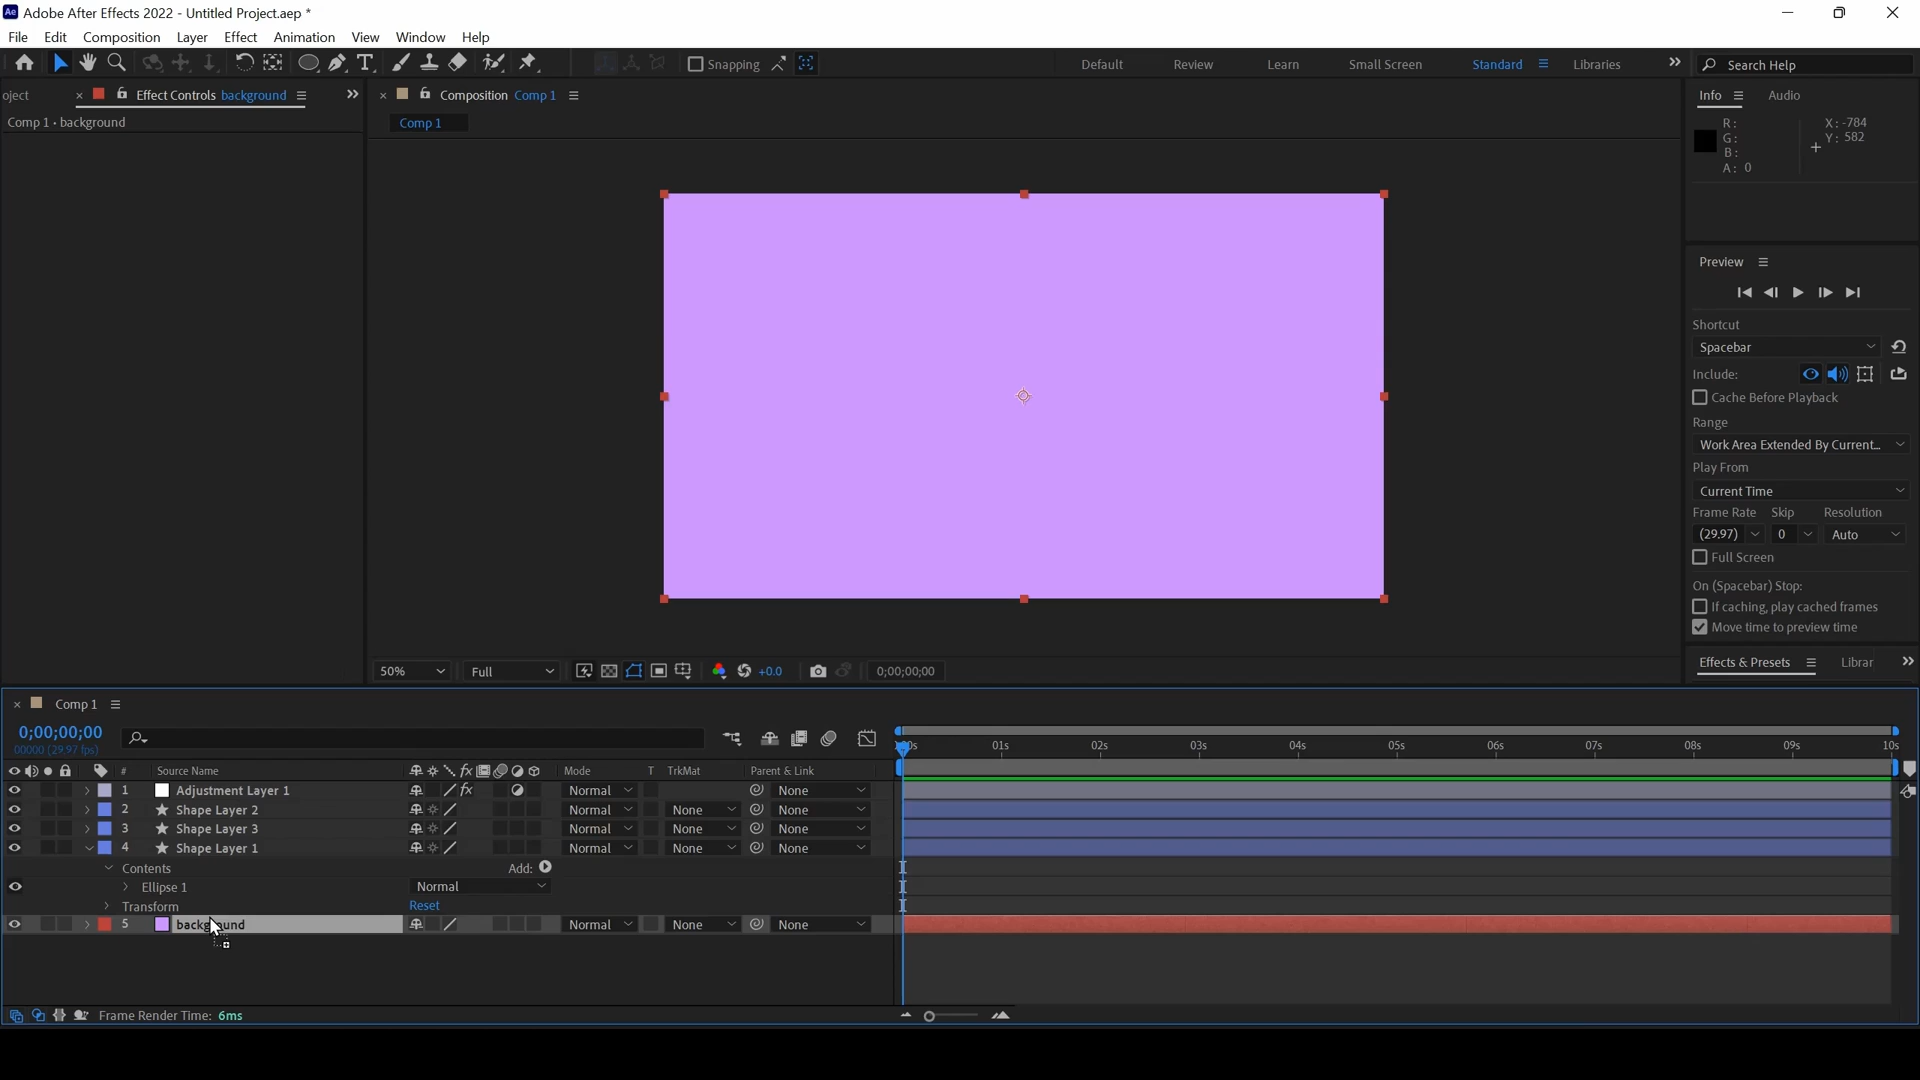 Ae Adobe After Effects 2022 - Untitled Project.aep *
File Edit Composition Layer Effect Animation View Window Help
Snapping Default Review Learn Small Screen Standard Libraries Search Help
oject Effect Controls background Composition Comp 1 Info Audio
Comp 1 • background
Comp 1
R: X: -784
G: Y: 582
B:
A: 0
Preview
Shortcut
Spacebar
Include:
Cache Before Playback
Range
Work Area Extended By Current...
Play From
Current Time
Frame Rate Skip Resolution
(29.97) 0 Auto
Full Screen
On (Spacebar) Stop:
If caching, play cached frames
Move time to preview time
50% Full +0.0 0;00;00;00
Effects & Presets Librar
Comp 1
0;00;00;00
00000 (29.97 fps)
0s 01s 02s 03s 04s 05s 06s 07s 08s 09s 10s
# Source Name fx Mode T TrkMat Parent & Link
1 Adjustment Layer 1 fx Normal None
2 Shape Layer 2 Normal None None
3 Shape Layer 3 Normal None None
4 Shape Layer 1 Normal None None
Contents Add:
Ellipse 1 Normal
Transform Reset
5 background Normal None None
Frame Render Time: 6ms